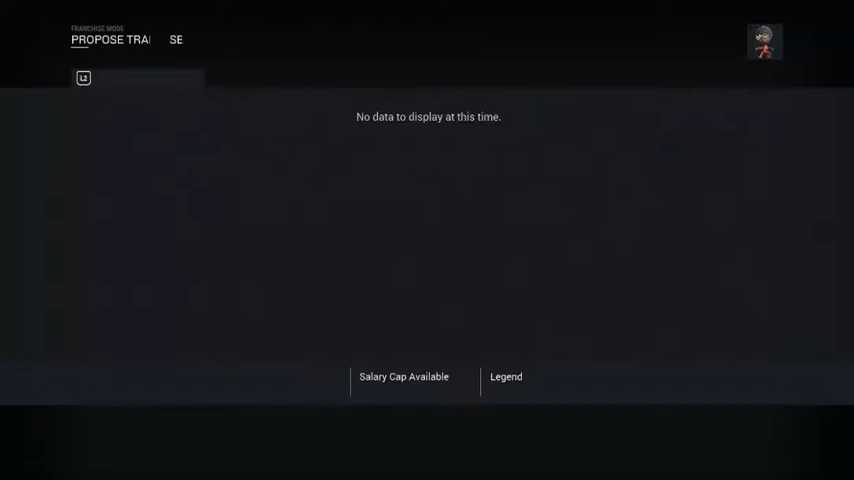 FRANCHISE MODE
PROPOSE TRA SE
L2
No data to display at this time.
Salary Cap Available
Legend